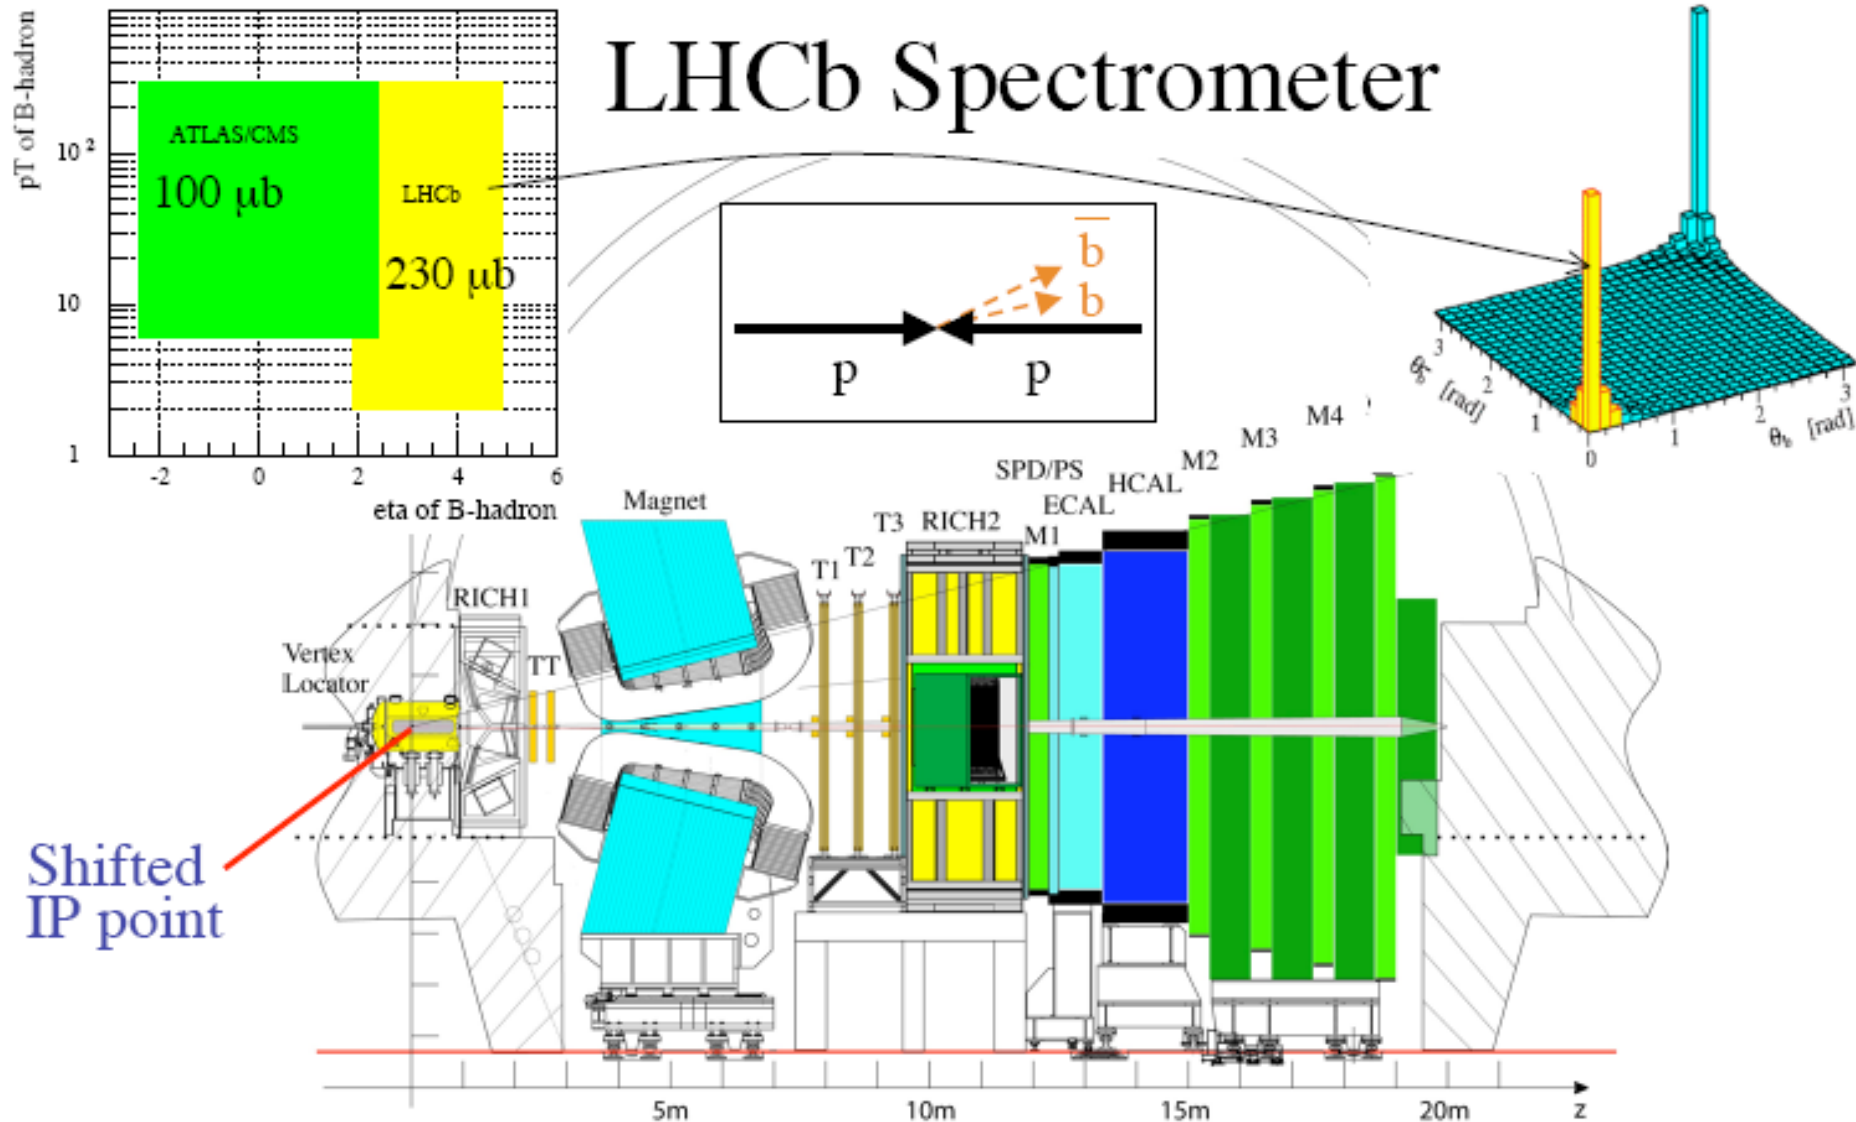 LHCb Spectrometer
pT of B-hadron
10²
10
1
ATLAS/CMS
100 µb
LHCb
230 µb
-2
0
2
4
6
eta of B-hadron
b̅
b
p
p
3
2
1
0
1
2
3
θb̅ [rad]
θb [rad]
M4
M3
M2
SPD/PS
HCAL
ECAL
Magnet
T3
RICH2
M1
T2
T1
RICH1
TT
Vertex
Locator
Shifted
IP point
5m
10m
15m
20m
z